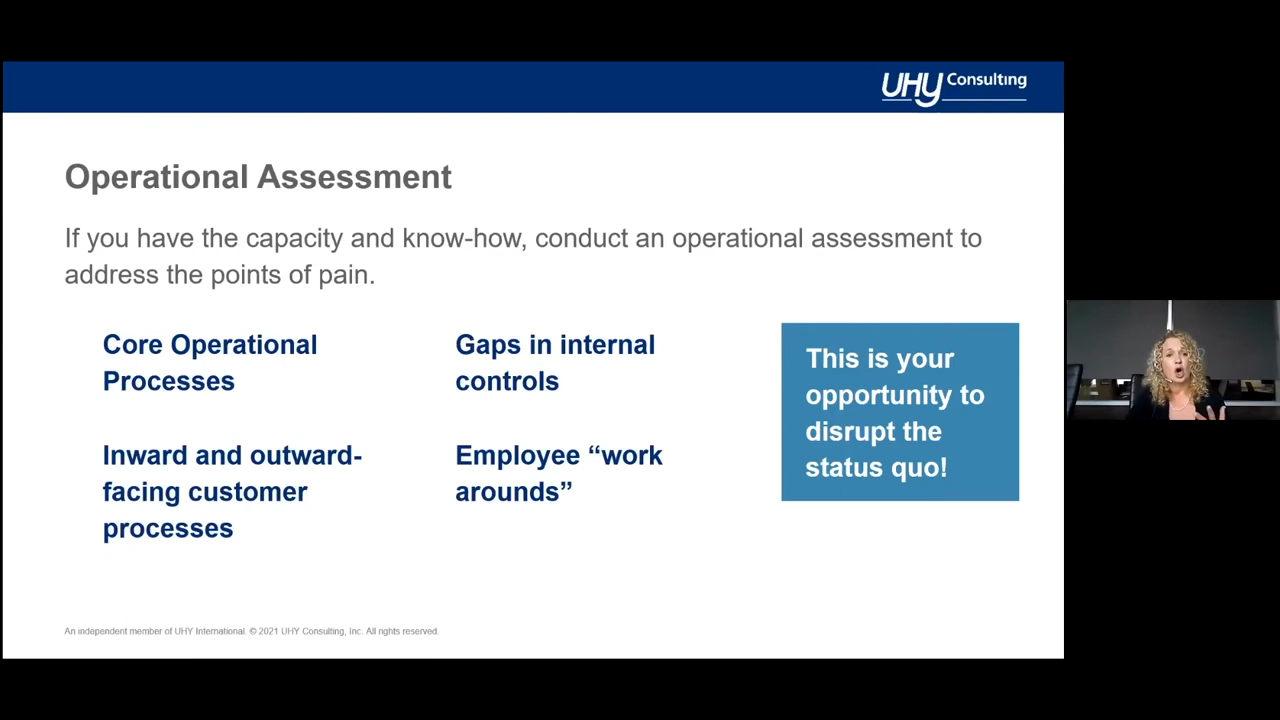 UHY Consulting
Operational Assessment
If you have the capacity and know-how, conduct an operational assessment to
address the points of pain.
Core Operational
Processes
Inward and outward-
facing customer
processes
Gaps in internal
controls
Employee “work
arounds”
This is your
opportunity to
disrupt the
status quo!
An independent member of UHY International. © 2021 UHY Consulting, Inc. All rights reserved.